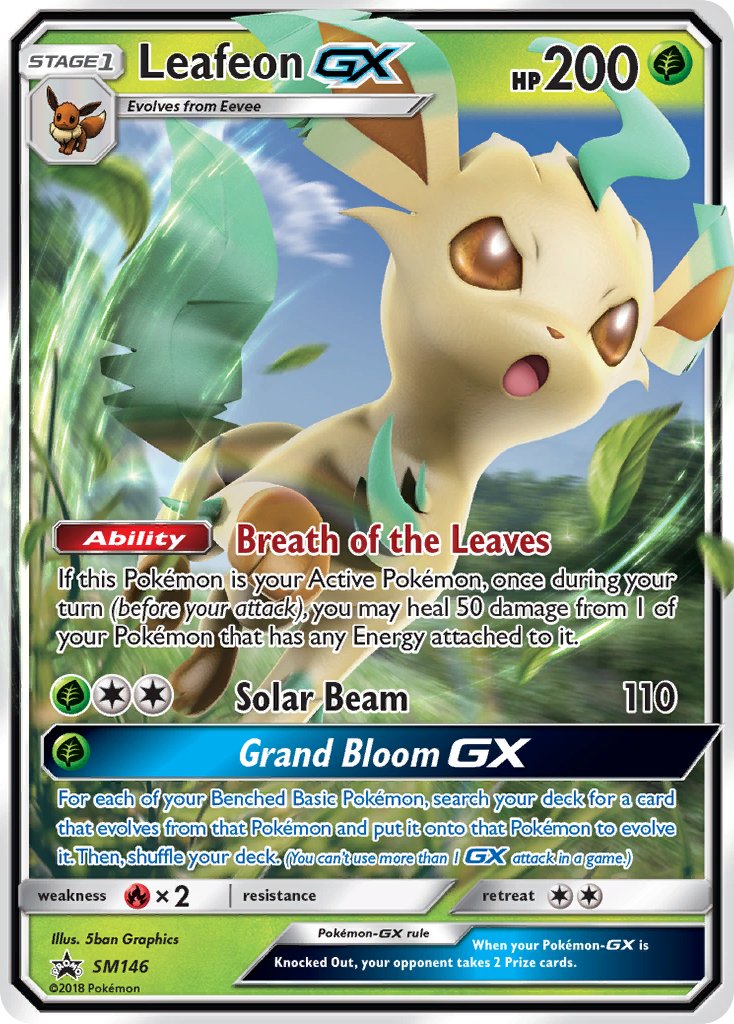 STAGE1 Leafeon GX HP200
Evolves from Eevee
Ability Breath of the Leaves
If this Pokémon is your Active Pokémon, once during your
turn (before your attack), you may heal 50 damage from 1 of
your Pokémon that has any Energy attached to it.
Solar Beam 110
Grand Bloom GX
For each of your Benched Basic Pokémon, search your deck for a card
that evolves from that Pokémon and put it onto that Pokémon to evolve
it. Then, shuffle your deck. (You can't use more than 1 GX attack in a game.)
weakness ×2 resistance retreat
Illus. 5ban Graphics
PROMO SM146
©2018 Pokémon
Pokémon-GX rule
When your Pokémon-GX is
Knocked Out, your opponent takes 2 Prize cards.